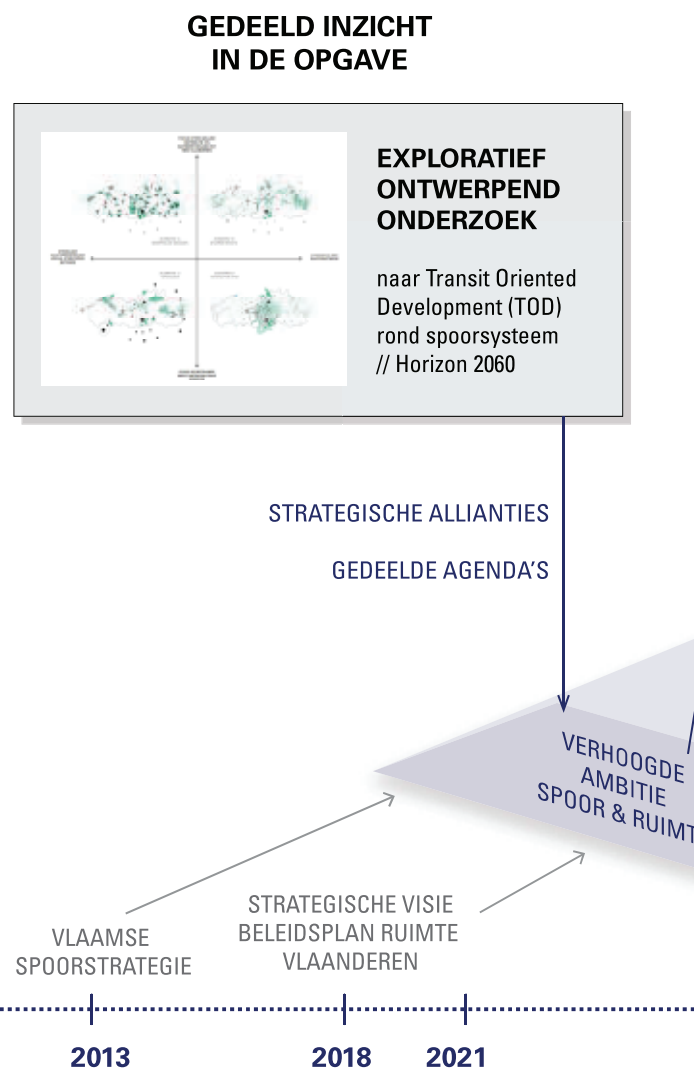 GEDEELD INZICHT
IN DE OPGAVE
EXPLORATIEF
ONTWERPEND
ONDERZOEK
naar Transit Oriented
Development (TOD)
rond spoorsysteem
// Horizon 2060
STRATEGISCHE ALLIANTIES
GEDEELDE AGENDA'S
VERHOOGDE
AMBITIE
SPOOR & RUIMT
VLAAMSE
SPOORSTRATEGIE
STRATEGISCHE VISIE
BELEIDSPLAN RUIMTE
VLAANDEREN
2013
2018
2021